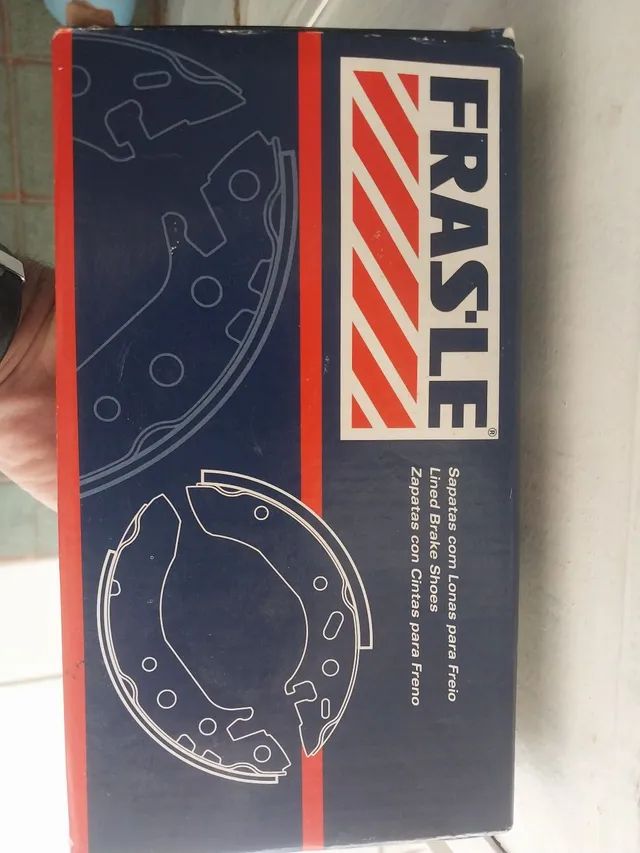 FRAS-LE®
Sapatas com Lonas para Freio
Lined Brake Shoes
Zapatas con Cintas para Freno